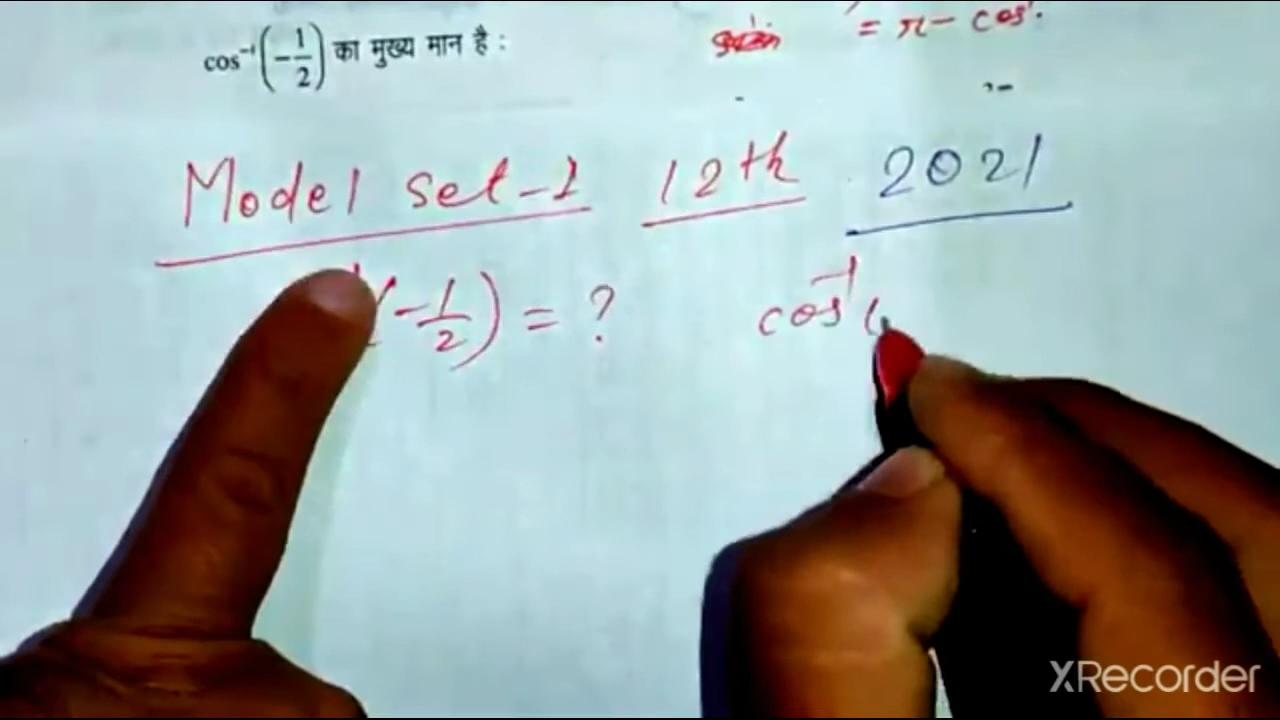 cos⁻¹(-1/2) का मुख्य मान है :
= π - cos⁻¹
Model Set-1 12th 2021
(-1/2) = ?
cos⁻¹(
XRecorder